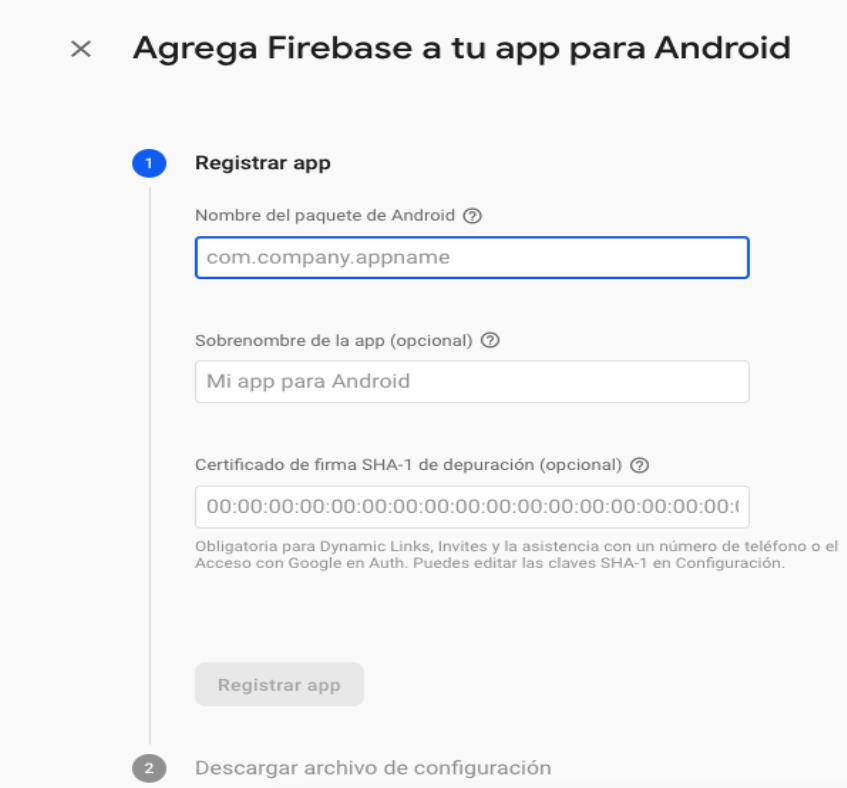 Agrega Firebase a tu app para Android
1
Registrar app
Nombre del paquete de Android
com.company.appname
Sobrenombre de la app (opcional)
Mi app para Android
Certificado de firma SHA-1 de depuración (opcional)
00:00:00:00:00:00:00:00:00:00:00:00:00:00:00:00:00:
Obligatoria para Dynamic Links, Invites y la asistencia con un número de teléfono o el
Acceso con Google en Auth. Puedes editar las claves SHA-1 en Configuración.
Registrar app
2
Descargar archivo de configuración